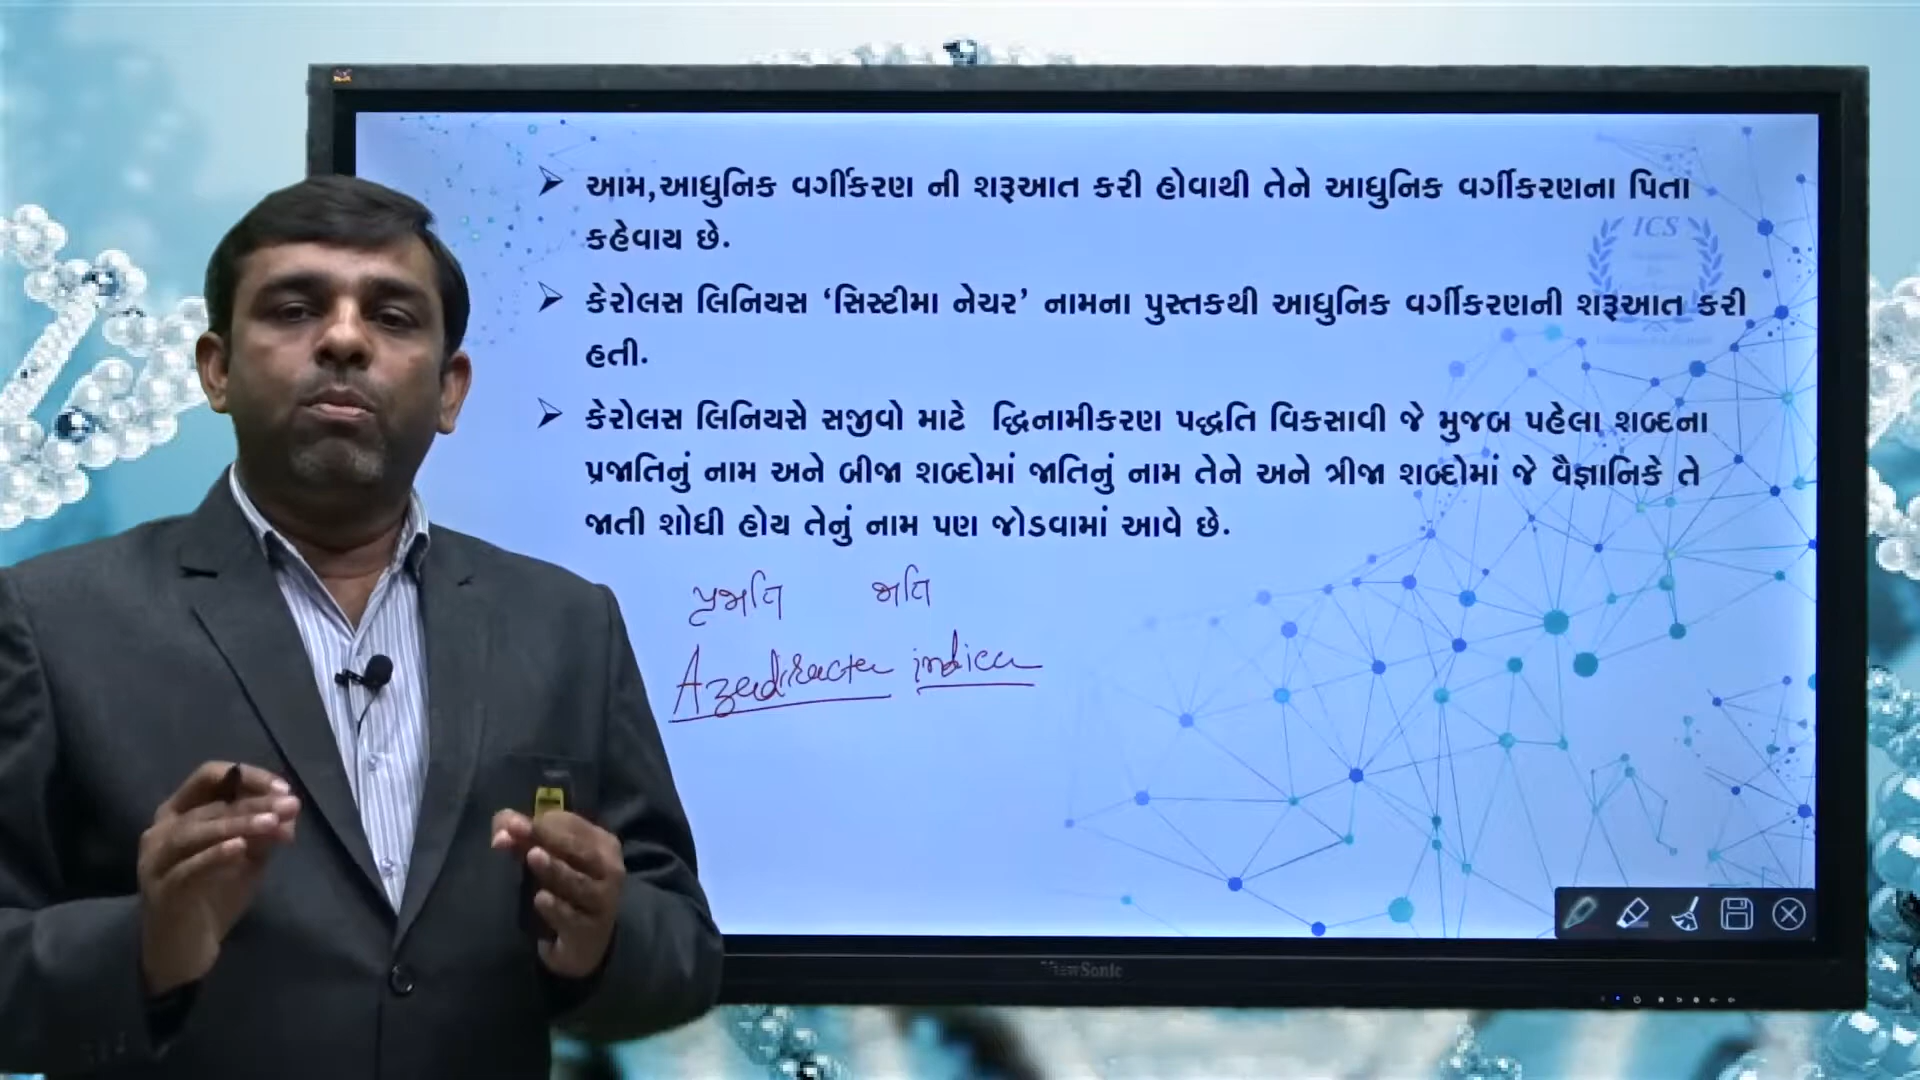 આમ,આધુનિક વર્ગીકરણ ની શરૂઆત કરી હોવાથી તેને આધુનિક વર્ગીકરણના પિતા
કહેવાય છે.
ICS
કેરોલસ લિનિયસ ‘સિસ્ટીમા નેચર’ નામના પુસ્તકથી આધુનિક વર્ગીકરણની શરૂઆત કરી
હતી.
કેરોલસ લિનિયસે સજીવો માટે દ્વિનામીકરણ પદ્ધતિ વિકસાવી જે મુજબ પહેલા શબ્દના
પ્રજાતિનું નામ અને બીજા શબ્દોમાં જાતિનું નામ તેને અને ત્રીજા શબ્દોમાં જે વૈજ્ઞાનિકે તે
જાતી શોધી હોય તેનું નામ પણ જોડવામાં આવે છે.
પ્રજાતિ જાતિ
Azadiracta indica
ViewSonic